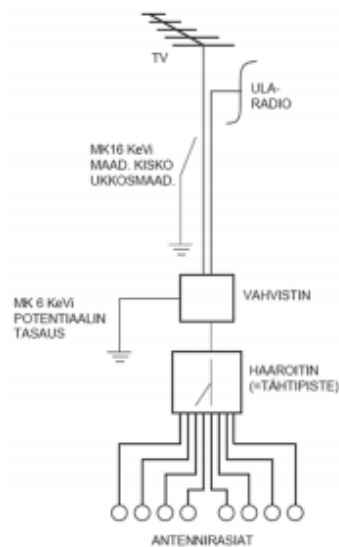 TV
ULA-
RADIO
MK16 KeVi
MAAD. KISKO
UKKOSMAAD.
VAHVISTIN
MK 6 KeVi
POTENTIAALIN
TASAUS
HAAROITIN
(=TÄHTIPISTE)
ANTENNIRASIAT